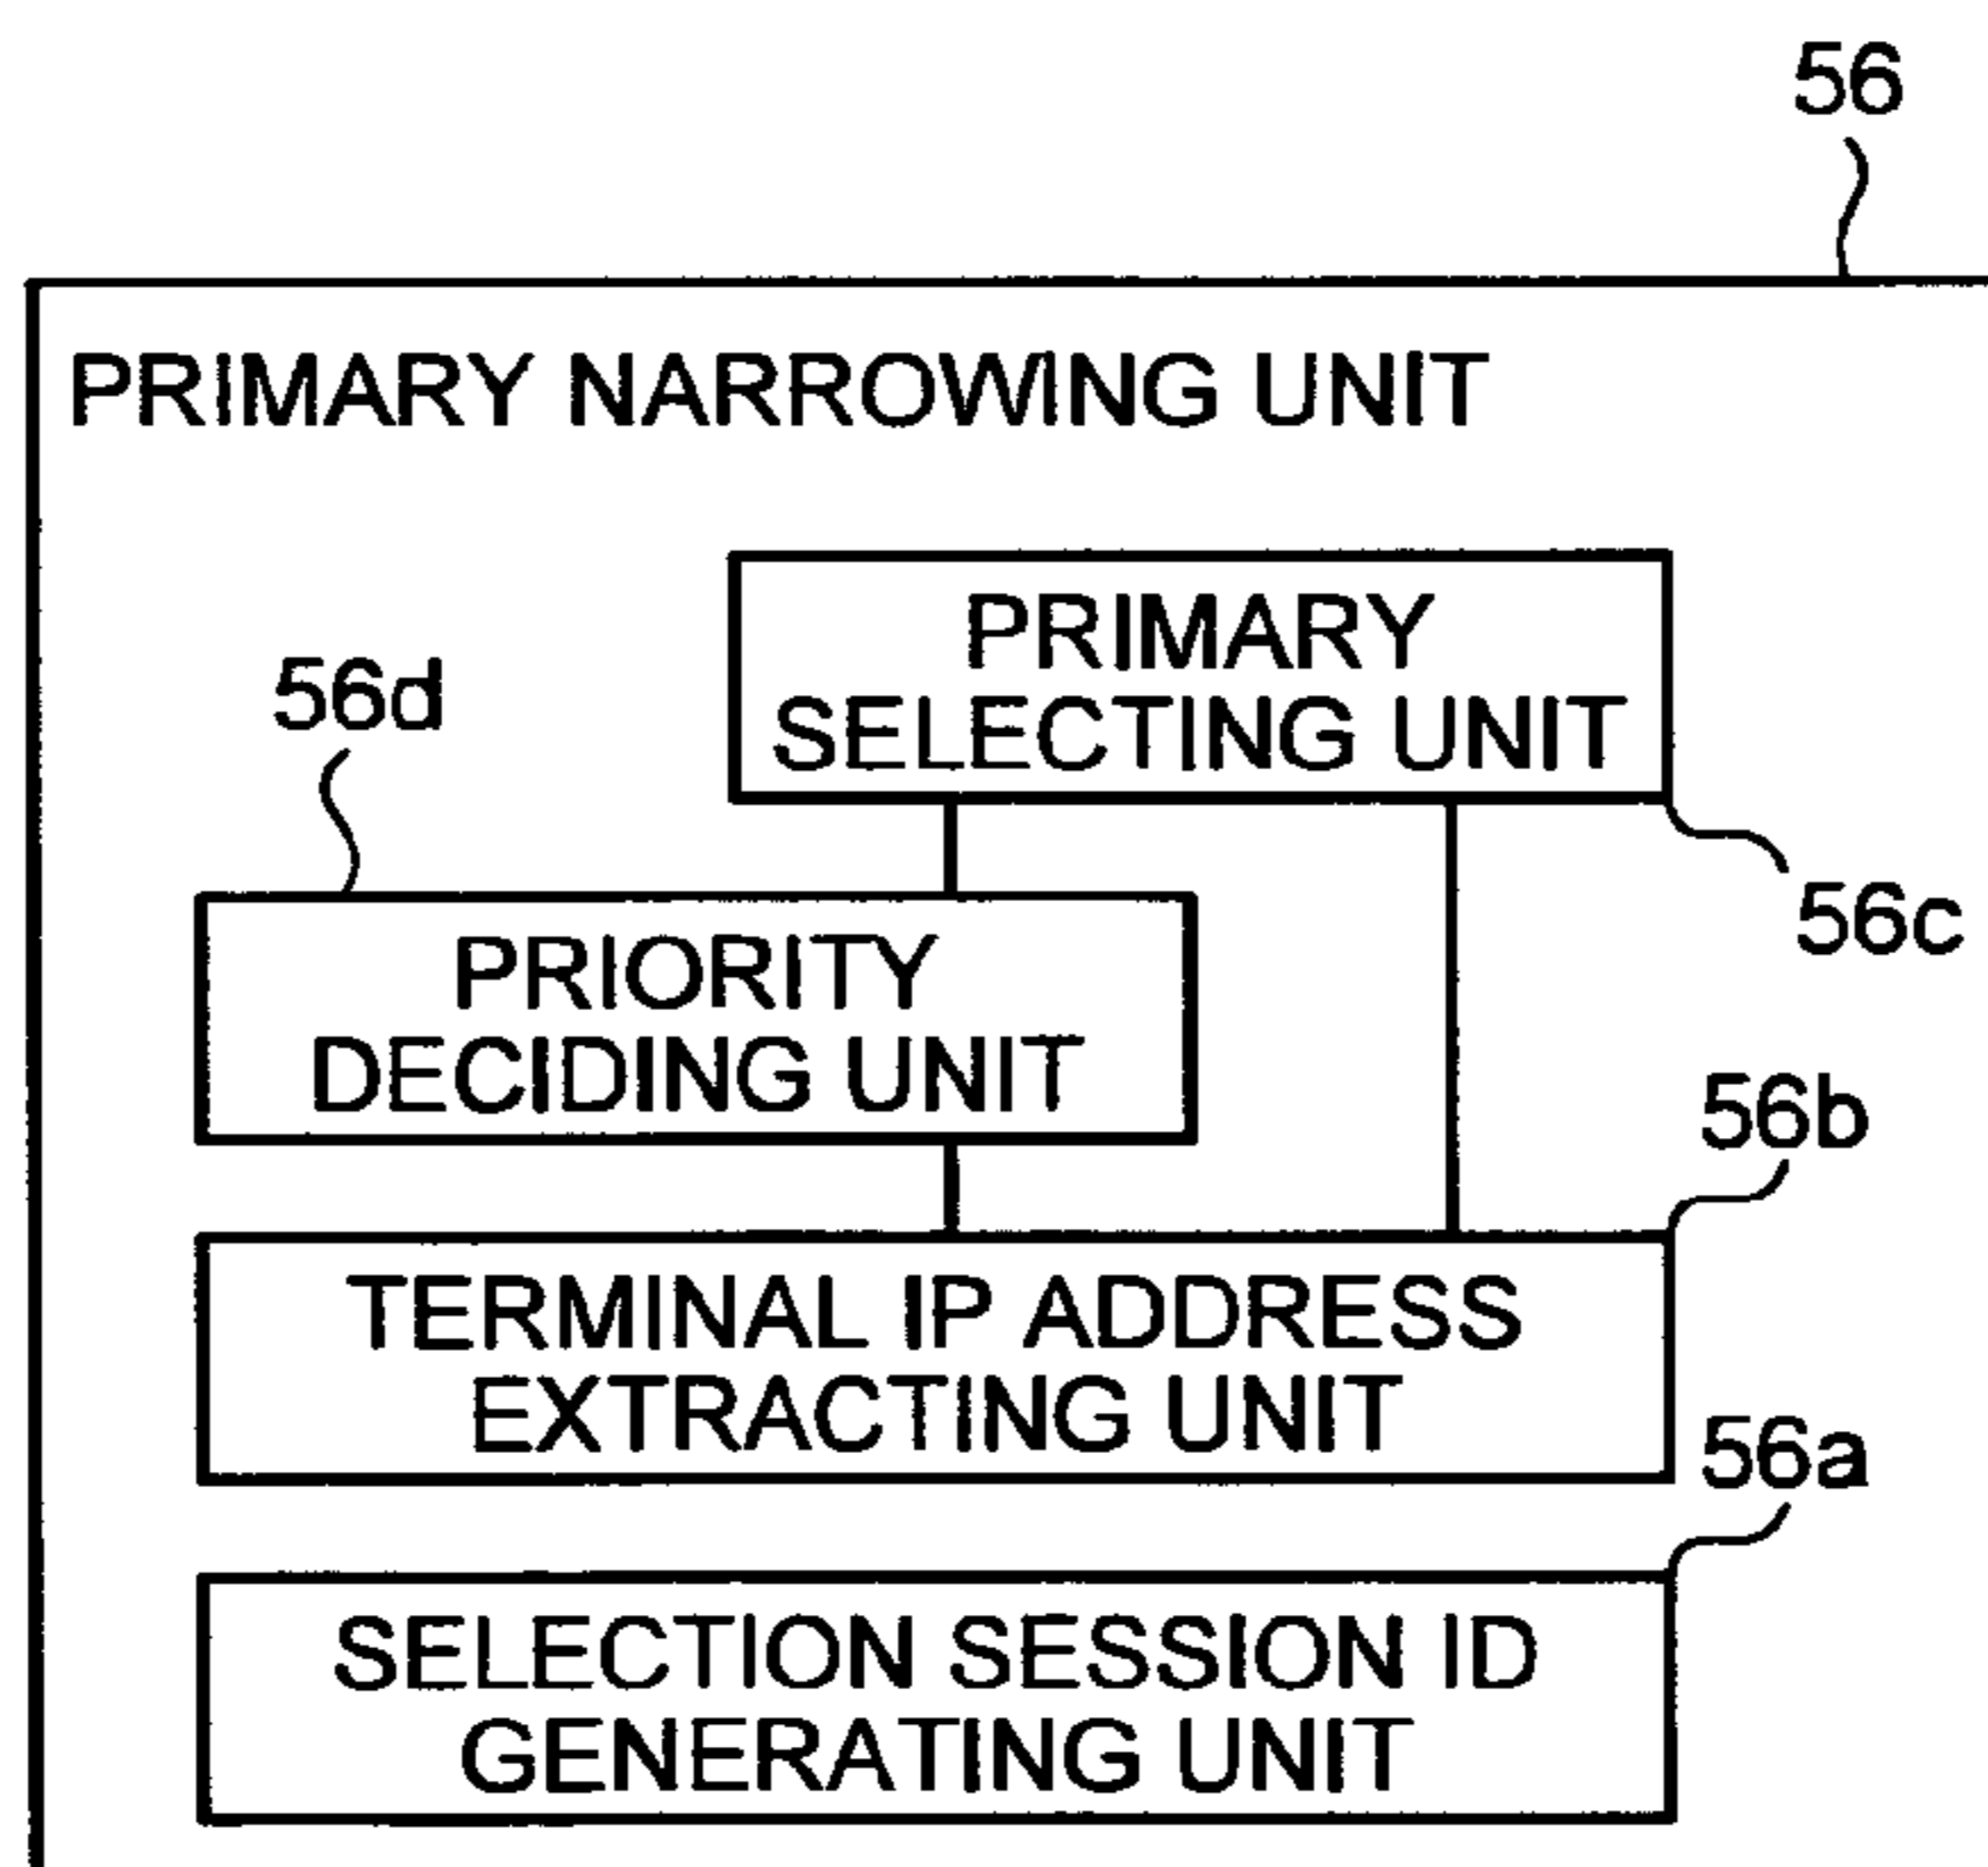 56
PRIMARY NARROWING UNIT
PRIMARY
SELECTING UNIT
56d
56c
PRIORITY
DECIDING UNIT
56b
TERMINAL IP ADDRESS
EXTRACTING UNIT
56a
SELECTION SESSION ID
GENERATING UNIT